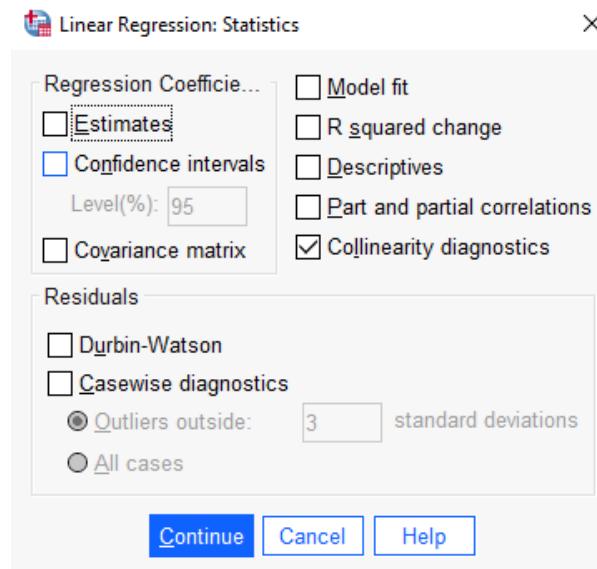 Linear Regression: Statistics
Regression Coefficie...
Estimates
Confidence intervals
Level(%): 95
Covariance matrix
Model fit
R squared change
Descriptives
Part and partial correlations
Collinearity diagnostics
Residuals
Durbin-Watson
Casewise diagnostics
Outliers outside: 3 standard deviations
All cases
Continue Cancel Help